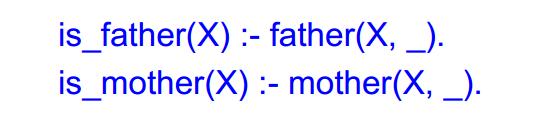 is_father(X) :- father(X, _).
is_mother(X) :- mother(X, _).